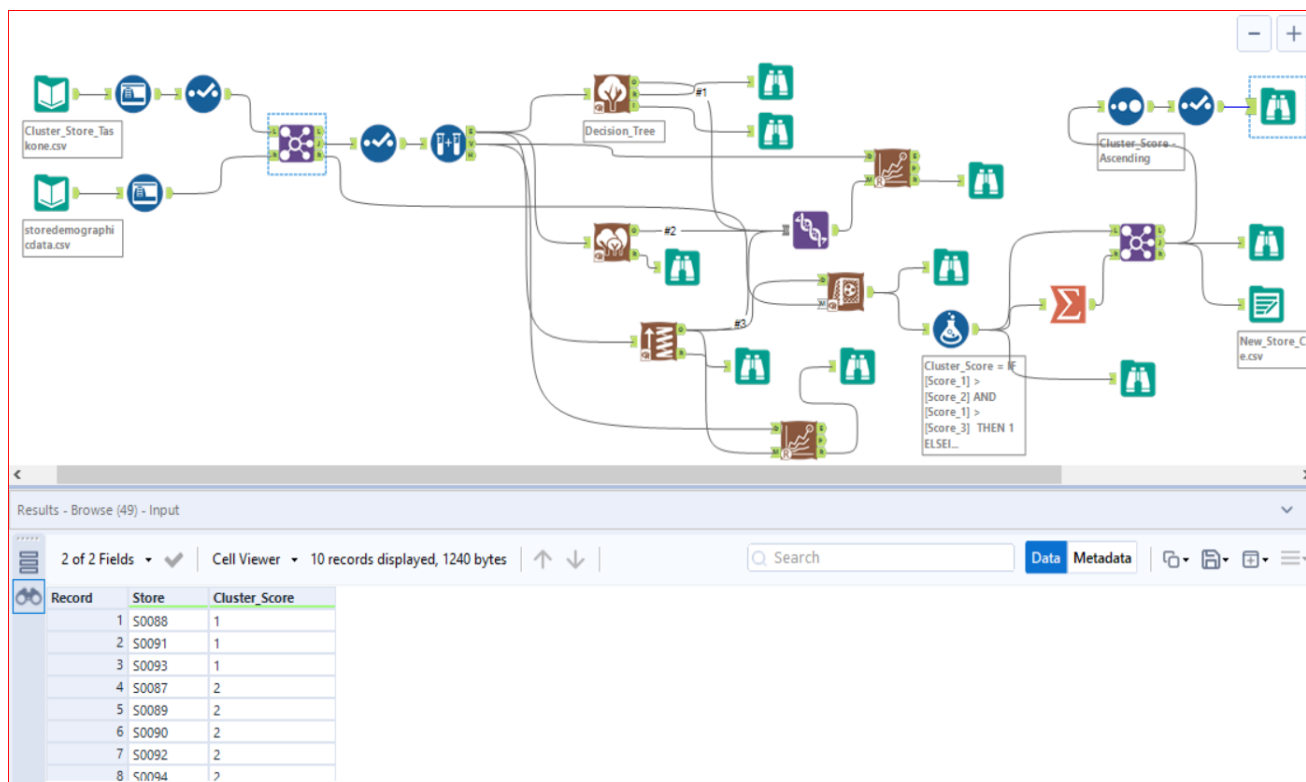 − +
#1
Cluster_Store_Tas
kone.csv
Decision_Tree
Cluster_Score -
Ascending
storedemographi
cdata.csv
#2
#3
New_Store_C
e.csv
Cluster_Score = IF
[Score_1] >
[Score_2] AND
[Score_1] >
[Score_3] THEN 1
ELSEI...
Results - Browse (49) - Input
2 of 2 Fields Cell Viewer 10 records displayed, 1240 bytes Search Data Metadata
Record Store Cluster_Score
1 S0088 1
2 S0091 1
3 S0093 1
4 S0087 2
5 S0089 2
6 S0090 2
7 S0092 2
8 S0094 2